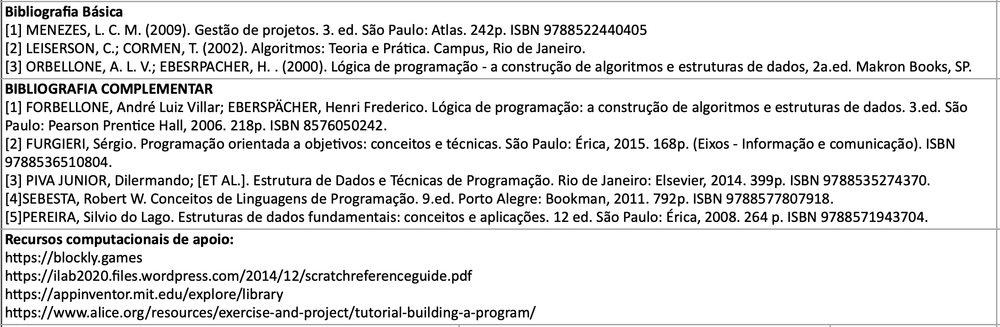 Bibliografia Básica
[1] MENEZES, L. C. M. (2009). Gestão de projetos. 3. ed. São Paulo: Atlas. 242p. ISBN 9788522440405
[2] LEISERSON, C.; CORMEN, T. (2002). Algoritmos: Teoria e Prática. Campus, Rio de Janeiro.
[3] ORBELLONE, A. L. V.; EBESRPACHER, H. . (2000). Lógica de programação - a construção de algoritmos e estruturas de dados, 2a.ed. Makron Books, SP.
BIBLIOGRAFIA COMPLEMENTAR
[1] FORBELLONE, André Luiz Villar; EBERSPÄCHER, Henri Frederico. Lógica de programação: a construção de algoritmos e estruturas de dados. 3.ed. São
Paulo: Pearson Prentice Hall, 2006. 218p. ISBN 8576050242.
[2] FURGIERI, Sérgio. Programação orientada a objetivos: conceitos e técnicas. São Paulo: Érica, 2015. 168p. (Eixos - Informação e comunicação). ISBN
9788536510804.
[3] PIVA JUNIOR, Dilermando; [ET AL.]. Estrutura de Dados e Técnicas de Programação. Rio de Janeiro: Elsevier, 2014. 399p. ISBN 9788535274370.
[4]SEBESTA, Robert W. Conceitos de Linguagens de Programação. 9.ed. Porto Alegre: Bookman, 2011. 792p. ISBN 9788577807918.
[5]PEREIRA, Silvio do Lago. Estruturas de dados fundamentais: conceitos e aplicações. 12 ed. São Paulo: Érica, 2008. 264 p. ISBN 9788571943704.
Recursos computacionais de apoio:
https://blockly.games
https://ilab2020.files.wordpress.com/2014/12/scratchreferenceguide.pdf
https://appinventor.mit.edu/explore/library
https://www.alice.org/resources/exercise-and-project/tutorial-building-a-program/